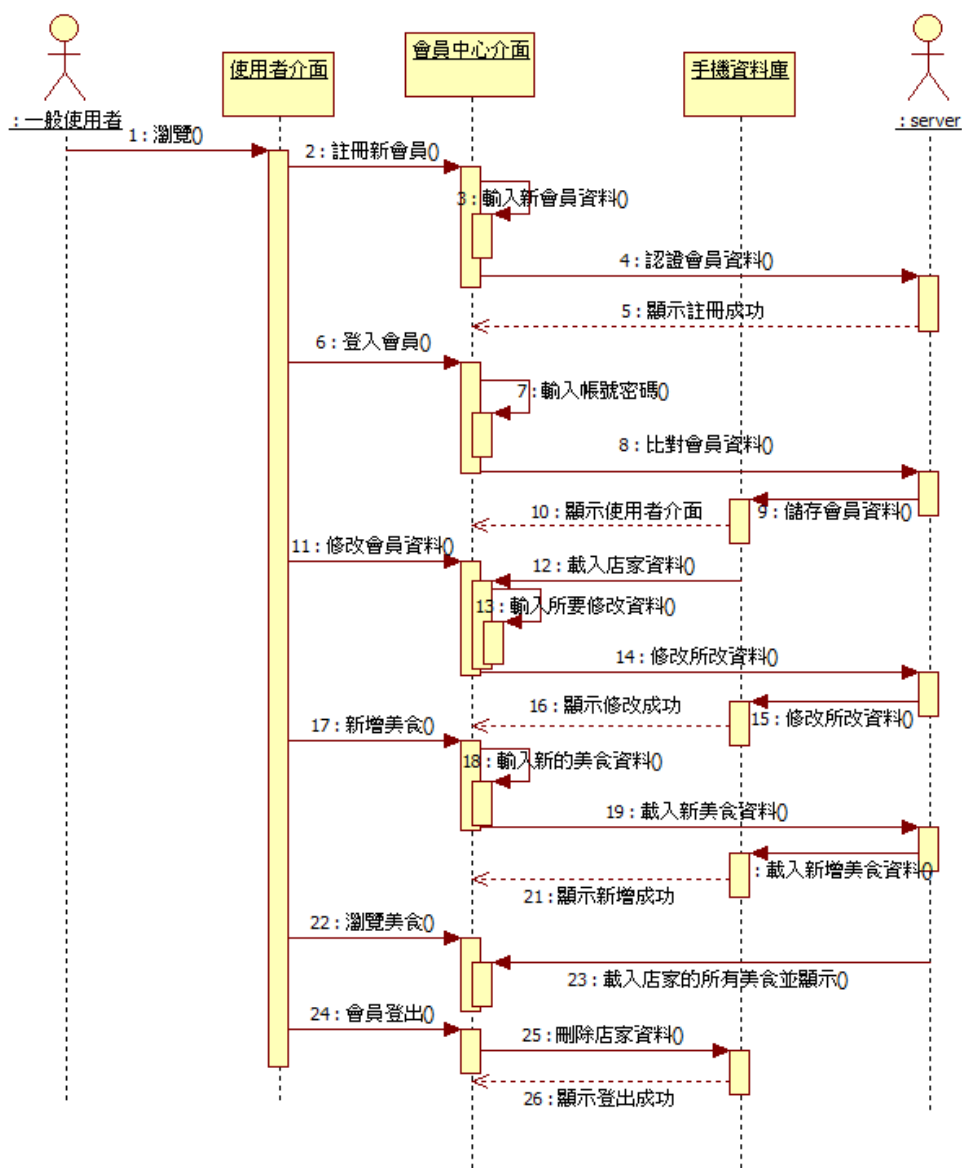 : 一般使用者
使用者介面
會員中心介面
手機資料庫
: server
1 : 瀏覽()
2 : 註冊新會員()
3 : 輸入新會員資料()
4 : 認證會員資料()
5 : 顯示註冊成功
6 : 登入會員()
7 : 輸入帳號密碼()
8 : 比對會員資料()
9 : 儲存會員資料()
10 : 顯示使用者介面
11 : 修改會員資料()
12 : 載入店家資料()
13 : 輸入所要修改資料()
14 : 修改所改資料()
15 : 修改所改資料()
16 : 顯示修改成功
17 : 新增美食()
18 : 輸入新的美食資料()
19 : 載入新美食資料()
: 載入新增美食資料()
21 : 顯示新增成功
22 : 瀏覽美食()
23 : 載入店家的所有美食並顯示()
24 : 會員登出()
25 : 刪除店家資料()
26 : 顯示登出成功